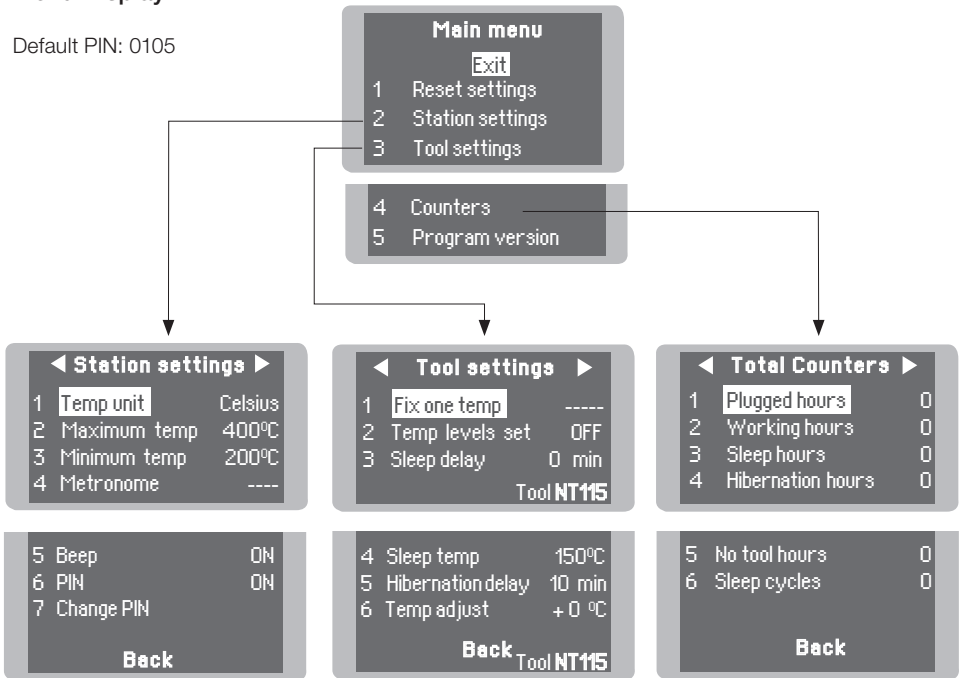 Default PIN: 0105
Main menu
Exit
1 Reset settings
2 Station settings
3 Tool settings
4 Counters
5 Program version
◄ Station settings ►
1 Temp unit Celsius
2 Maximum temp 400ºC
3 Minimum temp 200ºC
4 Metronome ----
5 Beep ON
6 PIN ON
7 Change PIN
Back
◄ Tool settings ►
1 Fix one temp -----
2 Temp levels set OFF
3 Sleep delay 0 min
Tool NT115
4 Sleep temp 150ºC
5 Hibernation delay 10 min
6 Temp adjust +0 ºC
Back
Tool NT115
◄ Total Counters ►
1 Plugged hours 0
2 Working hours 0
3 Sleep hours 0
4 Hibernation hours 0
5 No tool hours 0
6 Sleep cycles 0
Back